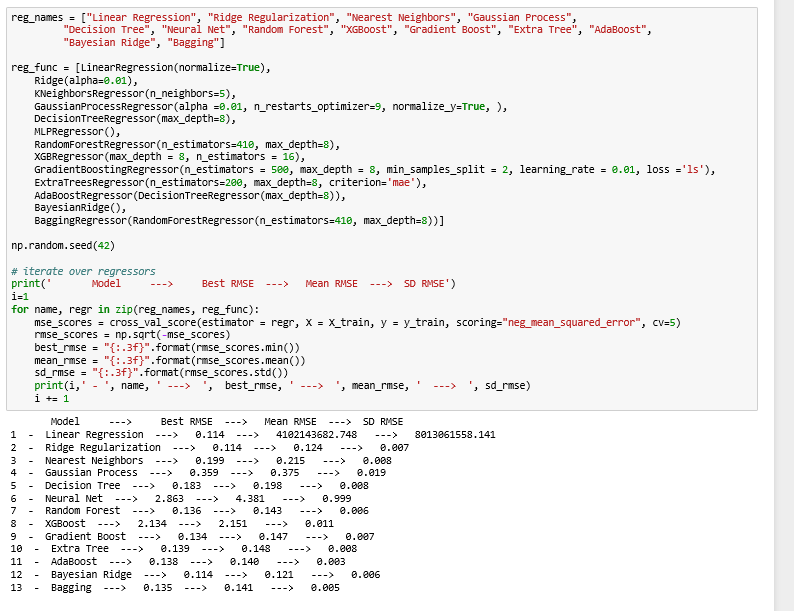 reg_names = ["Linear Regression", "Ridge Regularization", "Nearest Neighbors", "Gaussian Process",
        "Decision Tree", "Neural Net", "Random Forest", "XGBoost", "Gradient Boost", "Extra Tree", "AdaBoost",
        "Bayesian Ridge", "Bagging"]

reg_func = [LinearRegression(normalize=True),
    Ridge(alpha=0.01),
    KNeighborsRegressor(n_neighbors=5),
    GaussianProcessRegressor(alpha =0.01, n_restarts_optimizer=9, normalize_y=True, ),
    DecisionTreeRegressor(max_depth=8),
    MLPRegressor(),
    RandomForestRegressor(n_estimators=410, max_depth=8),
    XGBRegressor(max_depth = 8, n_estimators = 16),
    GradientBoostingRegressor(n_estimators = 500, max_depth = 8, min_samples_split = 2, learning_rate = 0.01, loss ='ls'),
    ExtraTreesRegressor(n_estimators=200, max_depth=8, criterion='mae'),
    AdaBoostRegressor(DecisionTreeRegressor(max_depth=8)),
    BayesianRidge(),
    BaggingRegressor(RandomForestRegressor(n_estimators=410, max_depth=8))]

np.random.seed(42)

# iterate over regressors
print('      Model    --->    Best RMSE  --->   Mean RMSE  --->  SD RMSE')
i=1
for name, regr in zip(reg_names, reg_func):
    mse_scores = cross_val_score(estimator = regr, X = X_train, y = y_train, scoring="neg_mean_squared_error", cv=5)
    rmse_scores = np.sqrt(-mse_scores)
    best_rmse = "{:.3f}".format(rmse_scores.min())
    mean_rmse = "{:.3f}".format(rmse_scores.mean())
    sd_rmse = "{:.3f}".format(rmse_scores.std())
    print(i,' - ', name, ' ---> ',  best_rmse, ' ---> ', mean_rmse, '  ---> ', sd_rmse)
    i += 1
      Model    --->    Best RMSE  --->   Mean RMSE  --->  SD RMSE
1  -  Linear Regression  --->   0.114  --->   4102143682.748   --->   8013061558.141
2  -  Ridge Regularization  --->   0.114  --->   0.124   --->   0.007
3  -  Nearest Neighbors  --->   0.199  --->   0.215   --->   0.008
4  -  Gaussian Process  --->   0.359  --->   0.375   --->   0.019
5  -  Decision Tree  --->   0.183  --->   0.198   --->   0.008
6  -  Neural Net  --->   2.863  --->   4.381   --->   0.999
7  -  Random Forest  --->   0.136  --->   0.143   --->   0.006
8  -  XGBoost  --->   2.134  --->   2.151   --->   0.011
9  -  Gradient Boost  --->   0.134  --->   0.147   --->   0.007
10  -  Extra Tree  --->   0.139  --->   0.148   --->   0.008
11  -  AdaBoost  --->   0.138  --->   0.140   --->   0.003
12  -  Bayesian Ridge  --->   0.114  --->   0.121   --->   0.006
13  -  Bagging  --->   0.135  --->   0.141   --->   0.005